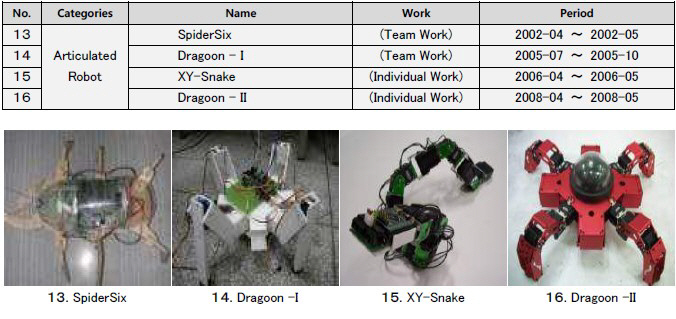 No. Categories Name Work Period
13 SpiderSix (Team Work) 2002-04 ～ 2002-05
14 Articulated Dragoon - I (Team Work) 2005-07 ～ 2005-10
15 Robot XY-Snake (Individual Work) 2006-04 ～ 2006-05
16 Dragoon - II (Individual Work) 2008-04 ～ 2008-05
13. SpiderSix 14. Dragoon -I 15. XY-Snake 16. Dragoon -II